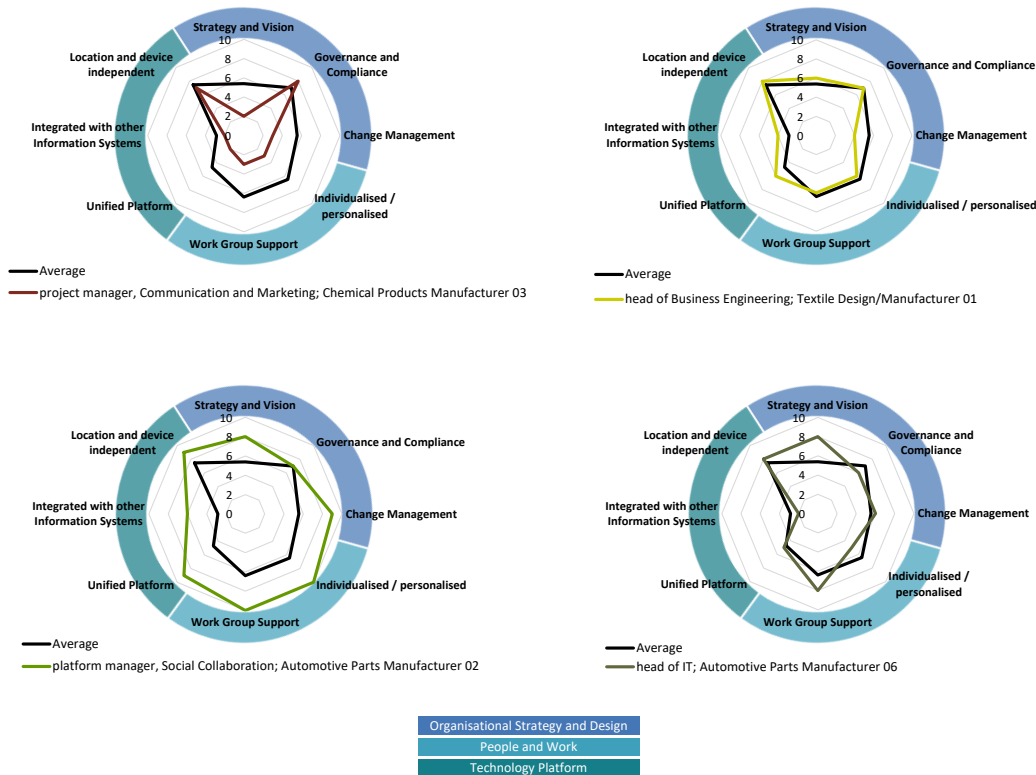 Strategy and Vision
10
Location and device
independent
Governance and
Compliance
8
6
4
2
0
Integrated with other
Information Systems
Change Management
Unified Platform
Individualised /
personalised
Work Group Support
Average
project manager, Communication and Marketing; Chemical Products Manufacturer 03
Strategy and Vision
10
Location and device
independent
Governance and Compliance
8
6
4
2
0
Integrated with other
Information Systems
Change Management
Unified Platform
Individualised / personalised
Work Group Support
Average
head of Business Engineering; Textile Design/Manufacturer 01
Strategy and Vision
10
Location and device
independent
Governance and Compliance
8
6
4
2
0
Integrated with other
Information Systems
Change Management
Unified Platform
Individualised / personalised
Work Group Support
Average
platform manager, Social Collaboration; Automotive Parts Manufacturer 02
Strategy and Vision
10
Location and device
independent
Governance and
Compliance
8
6
4
2
0
Integrated with other
Information Systems
Change Management
Unified Platform
Individualised /
personalised
Work Group Support
Average
head of IT; Automotive Parts Manufacturer 06
Organisational Strategy and Design
People and Work
Technology Platform